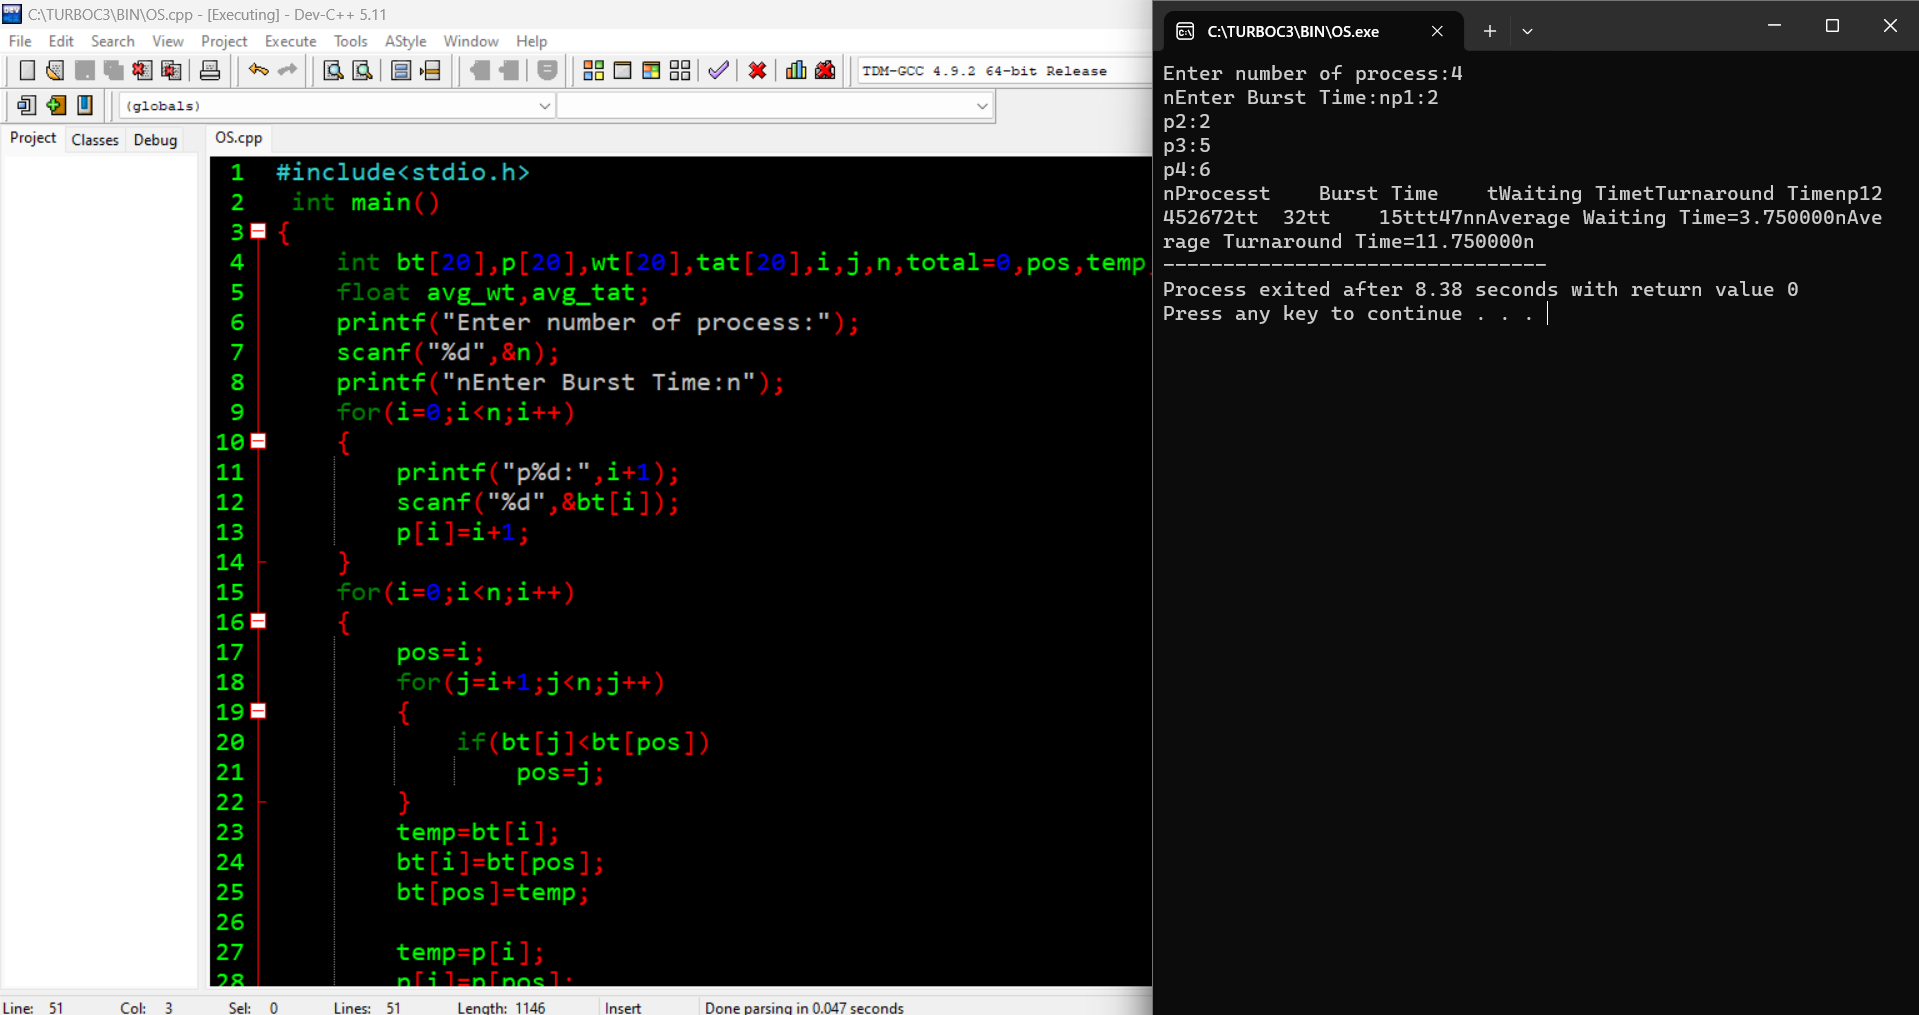 C:\TURBOC3\BIN\OS.cpp - [Executing] - Dev-C++ 5.11
File Edit Search View Project Execute Tools AStyle Window Help
TDM-GCC 4.9.2 64-bit Release
(globals)
Project Classes Debug
OS.cpp
1 #include<stdio.h>
2 int main()
3 {
4 int bt[20],p[20],wt[20],tat[20],i,j,n,total=0,pos,temp
5 float avg_wt,avg_tat;
6 printf("Enter number of process:");
7 scanf("%d",&n);
8 printf("nEnter Burst Time:n");
9 for(i=0;i<n;i++)
10 {
11 printf("p%d:",i+1);
12 scanf("%d",&bt[i]);
13 p[i]=i+1;
14 }
15 for(i=0;i<n;i++)
16 {
17 pos=i;
18 for(j=i+1;j<n;j++)
19 {
20 if(bt[j]<bt[pos])
21 pos=j;
22 }
23 temp=bt[i];
24 bt[i]=bt[pos];
25 bt[pos]=temp;
26
27 temp=p[i];
28 p[i]=p[pos];
Line: 51 Col: 3 Sel: 0 Lines: 51 Length: 1146 Insert Done parsing in 0.047 seconds
C:\TURBOC3\BIN\OS.exe
Enter number of process:4
nEnter Burst Time:np1:2
p2:2
p3:5
p4:6
nProcesst    Burst Time    tWaiting TimetTurnaround Timenp12
452672tt  32tt    15ttt47nnAverage Waiting Time=3.750000nAve
rage Turnaround Time=11.750000n
--------------------------------
Process exited after 8.38 seconds with return value 0
Press any key to continue . . .